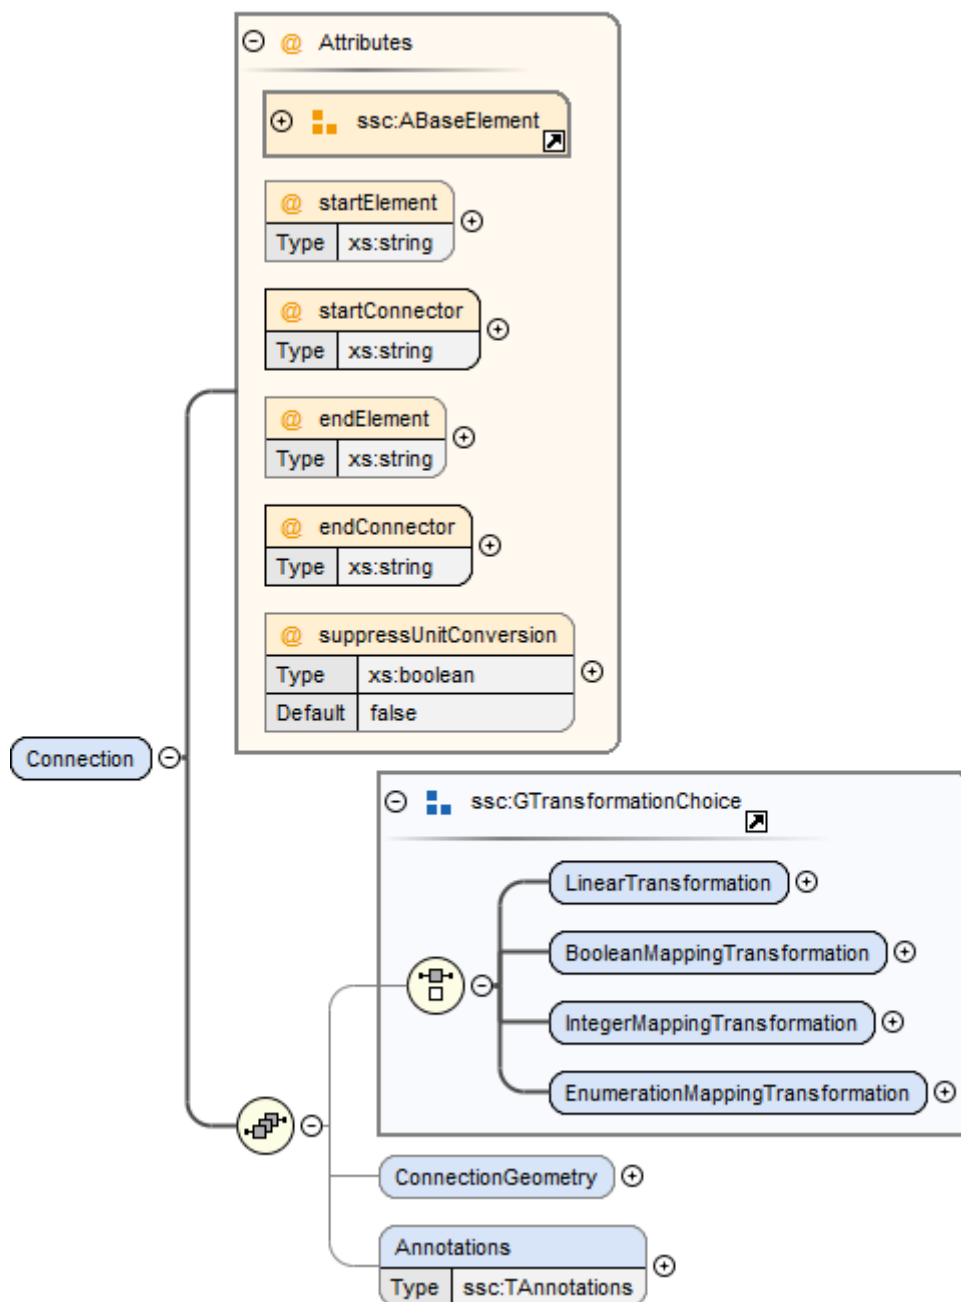 @ Attributes
ssc:ABaseElement
@ startElement
Type xs:string
@ startConnector
Type xs:string
@ endElement
Type xs:string
@ endConnector
Type xs:string
@ suppressUnitConversion
Type xs:boolean
Default false
Connection
ssc:GTransformationChoice
LinearTransformation
BooleanMappingTransformation
IntegerMappingTransformation
EnumerationMappingTransformation
ConnectionGeometry
Annotations
Type ssc:TAnnotations